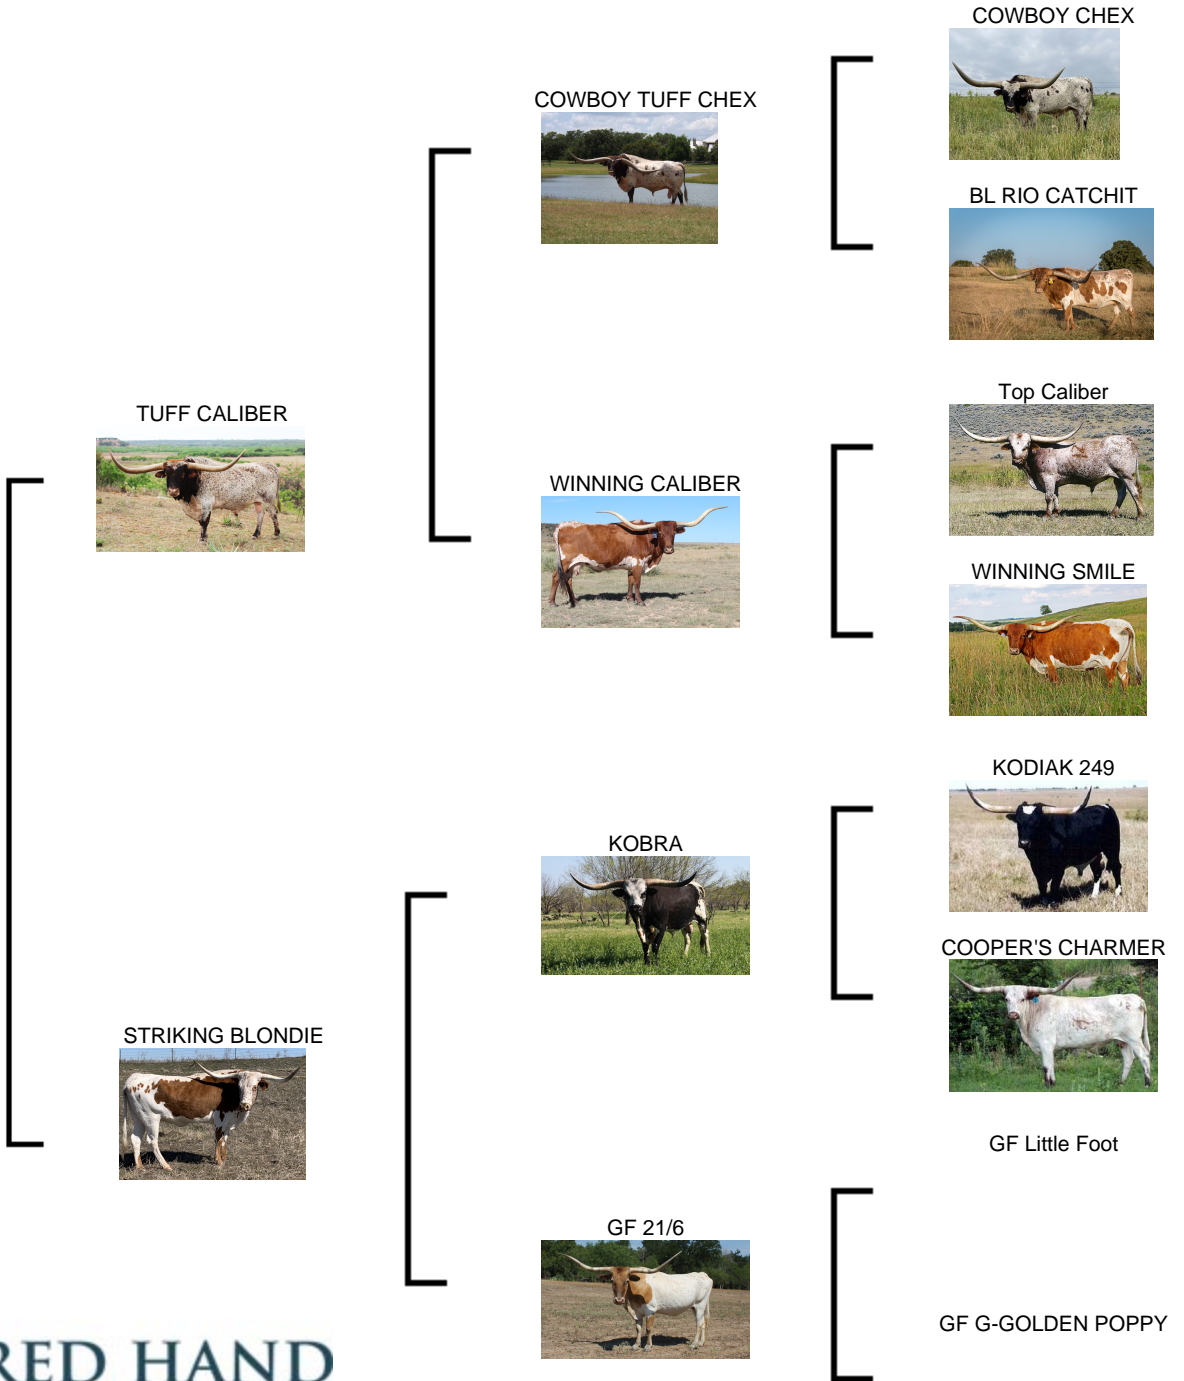 COWBOY CHEX
COWBOY TUFF CHEX
BL RIO CATCHIT
TUFF CALIBER
Top Caliber
WINNING CALIBER
WINNING SMILE
KODIAK 249
KOBRA
COOPER'S CHARMER
STRIKING BLONDIE
GF Little Foot
GF 21/6
GF G-GOLDEN POPPY
RED HAND